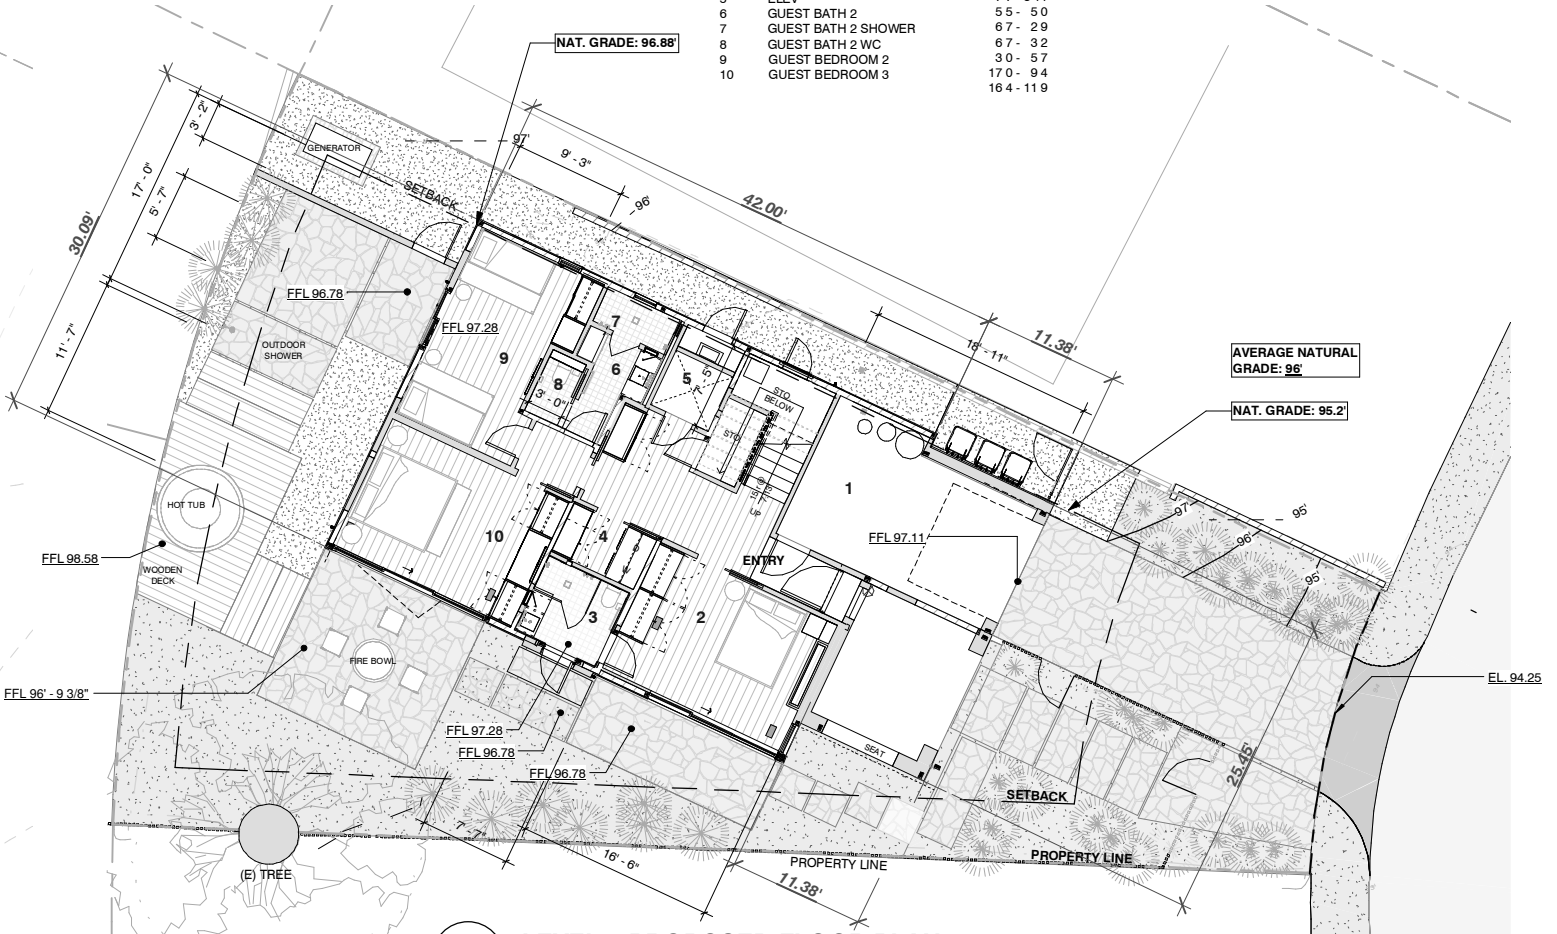 6 GUEST BATH 2 55 - 50
7 GUEST BATH 2 SHOWER 67 - 29
8 GUEST BATH 2 WC 67 - 32
9 GUEST BEDROOM 2 30 - 57
10 GUEST BEDROOM 3 170 - 94
164 - 119
NAT. GRADE: 96.88'
3' - 2"
17' - 0"
5' - 7"
30.09'
11' - 7"
GENERATOR
SETBACK
97'
9' - 3"
96'
42.00'
18' - 11"
11.38'
AVERAGE NATURAL
GRADE: 96'
NAT. GRADE: 95.2'
FFL 96.78
FFL 97.28
OUTDOOR
SHOWER
7
9
6
8
3' - 0"
5
STO
BELOW
STO
UP
1
ENTRY
FFL 97.11
97'
96'
95'
95'
HOT TUB
FFL 98.58
WOODEN
DECK
10
4
3
2
FIRE BOWL
FFL 96' - 9 3/8"
FFL 97.28
FFL 96.78
FFL 96.78
SEAT
SETBACK
25.45'
EL. 94.25
7' - 7"
16' - 6"
11.38'
PROPERTY LINE
PROPERTY LINE
(E) TREE